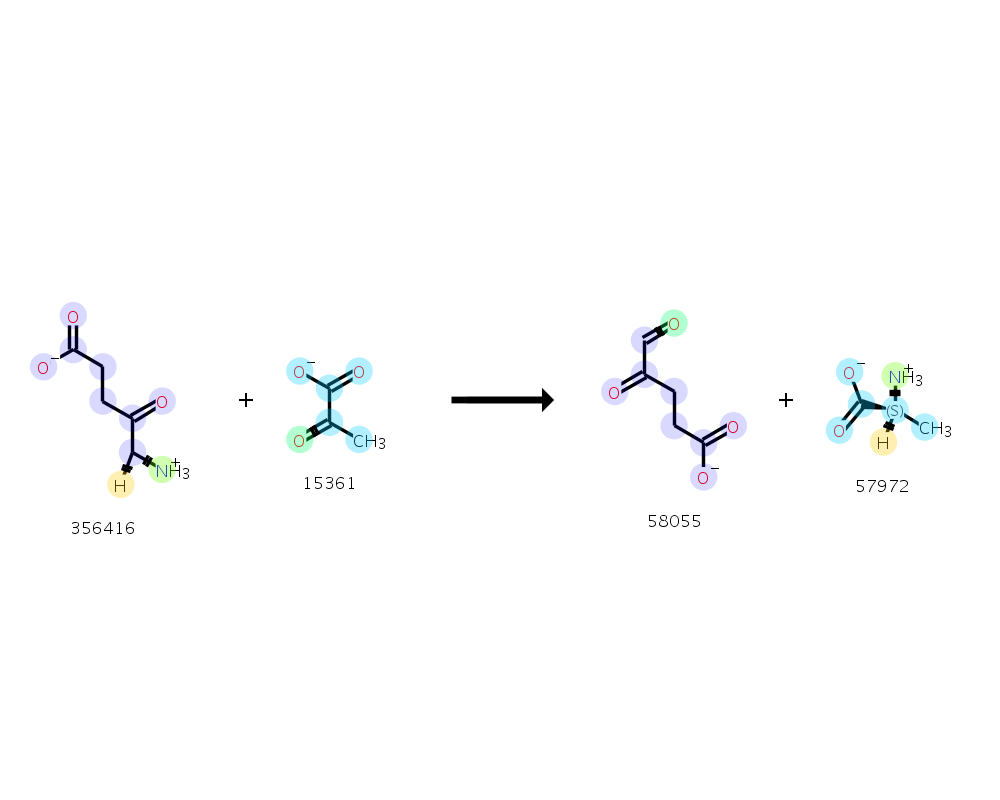 O
O⁻
O
H
NH₃⁺
356416
+
O⁻
O
O
CH₃
15361
O
O
O
O⁻
58055
+
O⁻
O
NH₃⁺
(S)
H
CH₃
57972